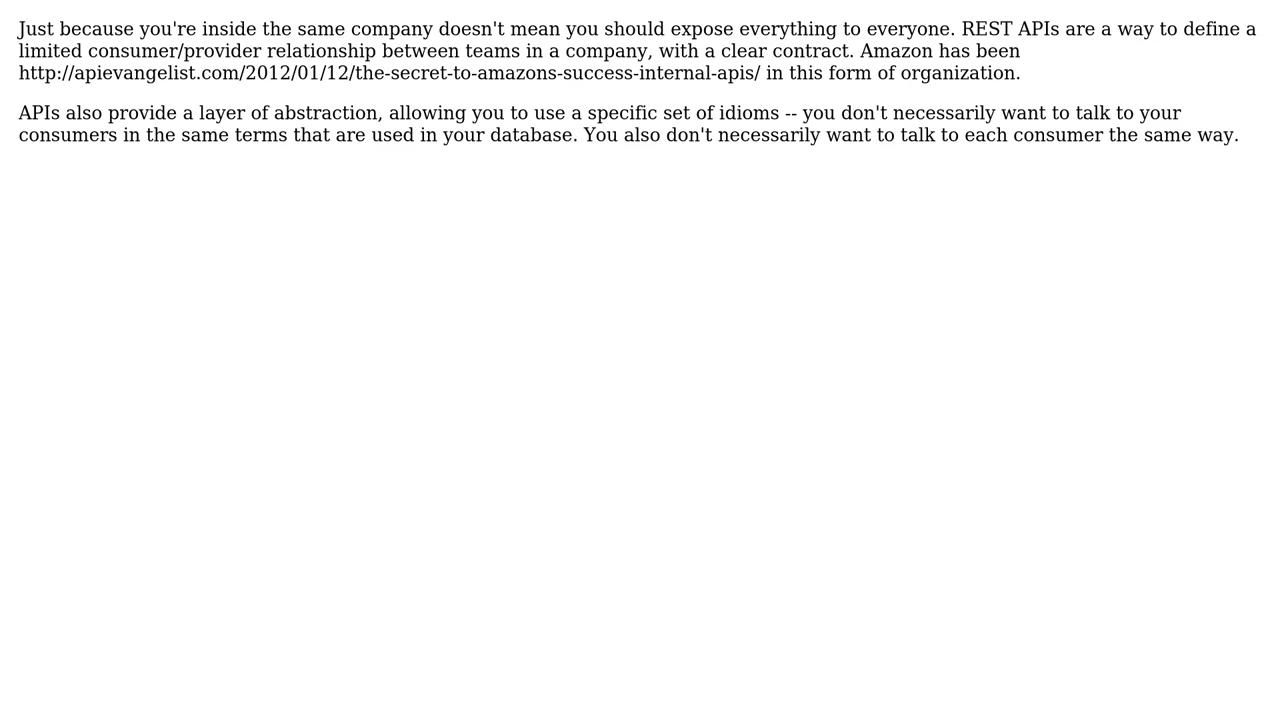 Just because you're inside the same company doesn't mean you should expose everything to everyone. REST APIs are a way to define a
limited consumer/provider relationship between teams in a company, with a clear contract. Amazon has been
http://apievangelist.com/2012/01/12/the-secret-to-amazons-success-internal-apis/ in this form of organization.
APIs also provide a layer of abstraction, allowing you to use a specific set of idioms -- you don't necessarily want to talk to your
consumers in the same terms that are used in your database. You also don't necessarily want to talk to each consumer the same way.